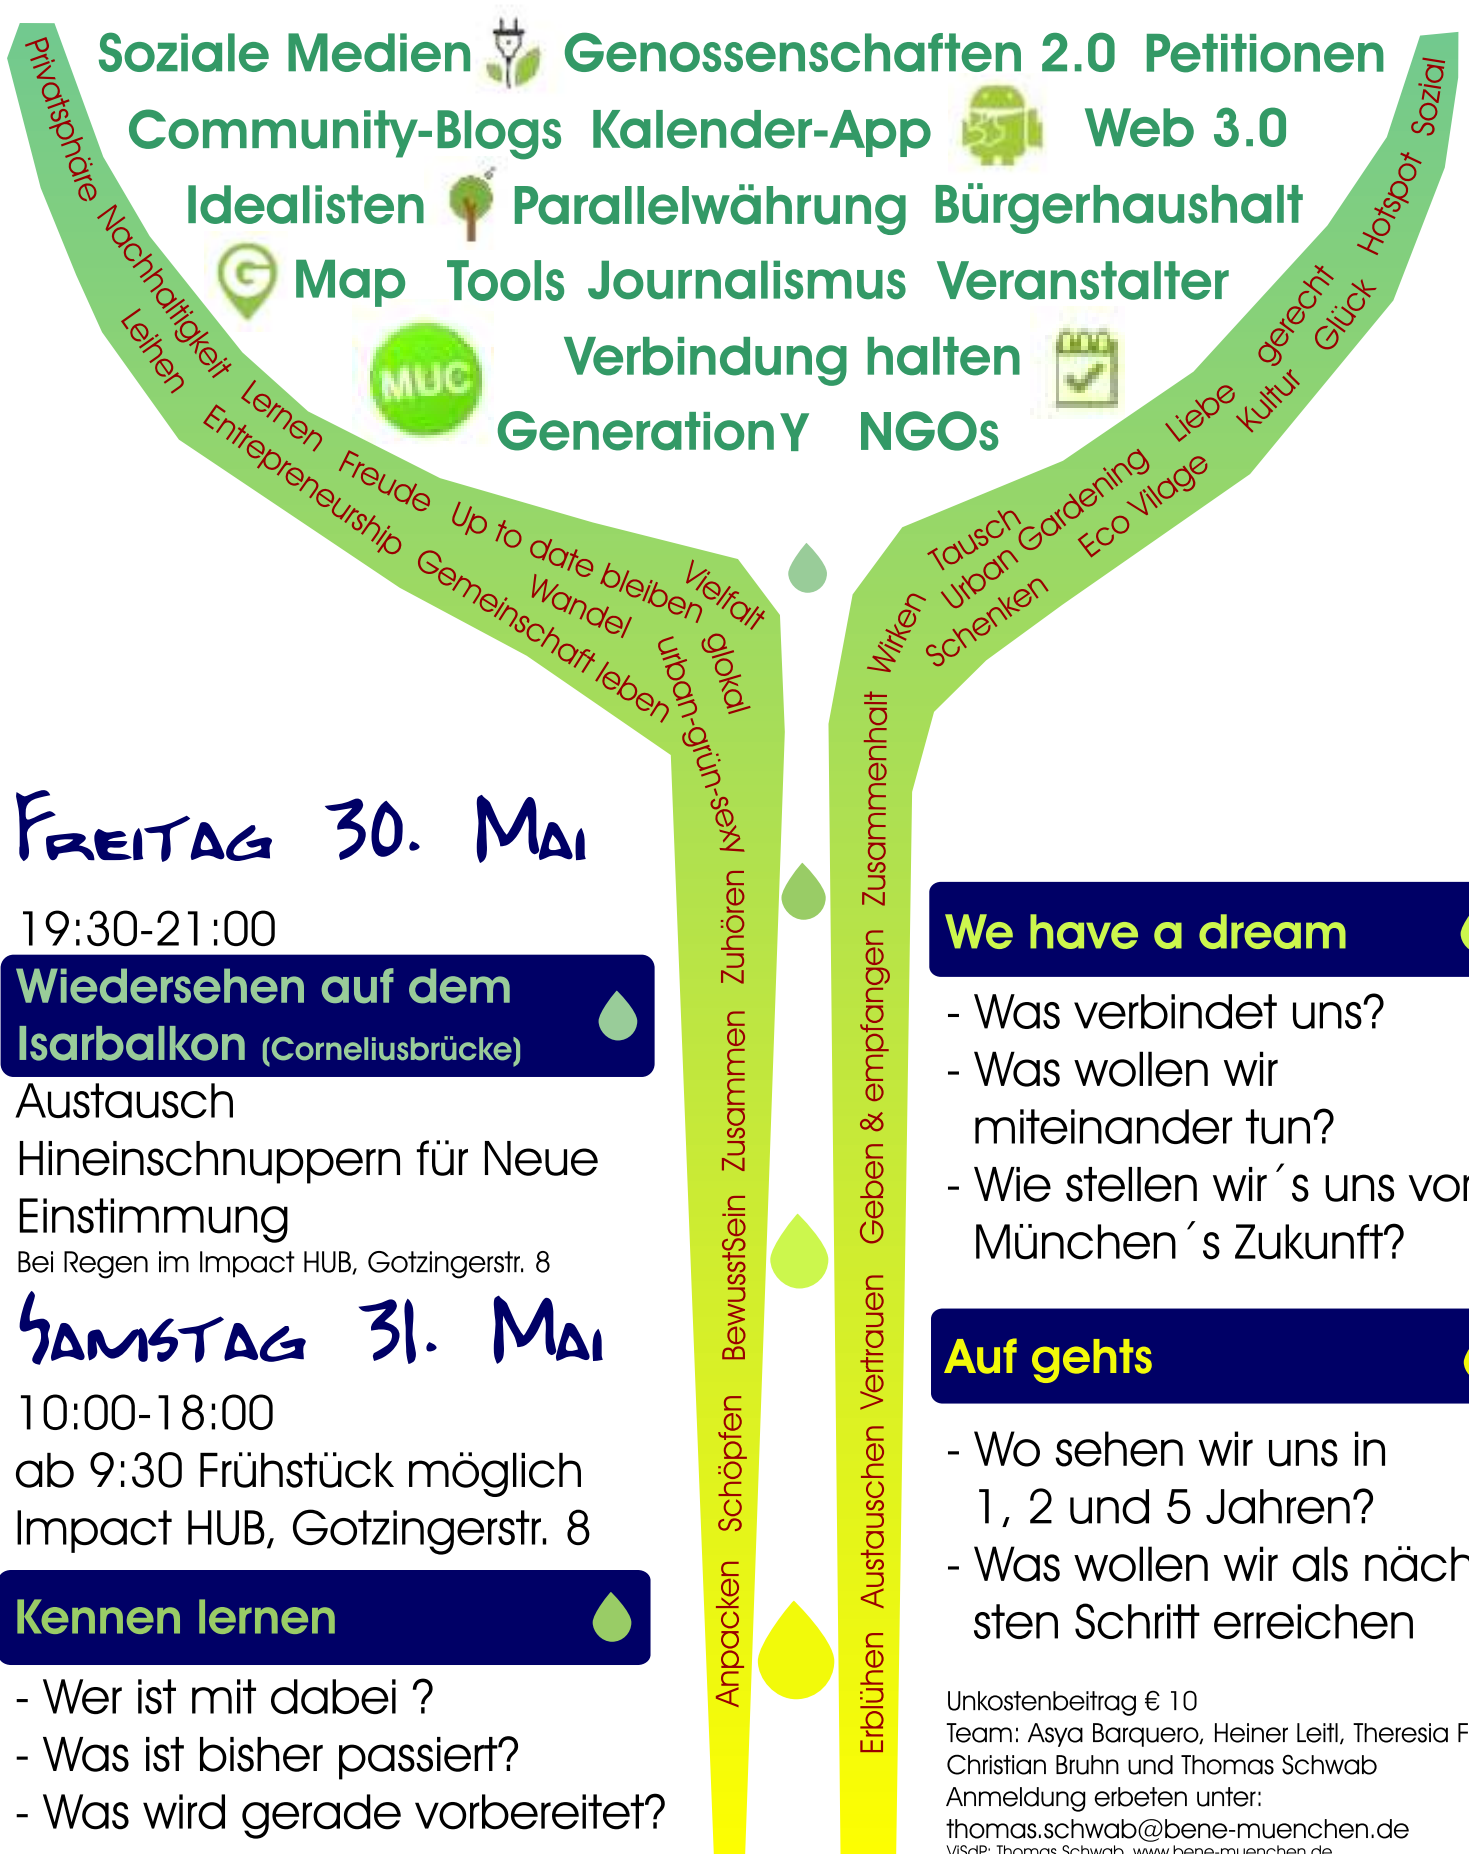 Soziale Medien Genossenschaften 2.0 Petitionen
Community-Blogs Kalender-App Web 3.0
Idealisten Parallelwährung Bürgerhaushalt
G Map Tools Journalismus Veranstalter
MUC Verbindung halten
GenerationY NGOs
Privatsphäre Nachhaltigkeit Lernen Freude Up to date bleiben Vielfalt
Leihen Entrepreneurship Gemeinschaft leben
Wandel
glokal
urban-grün-sexy Zuhören Zusammen BewusstSein Schöpfen Anpacken
Sozial
Hotspot
gerecht
Glück
Liebe
Kultur
Tausch
Urban Gardening
Eco Vilage
Schenken
Wirken
Erblühen Austauschen Vertrauen Geben & empfangen Zusammenhalt
Freitag 30. Mai
19:30-21:00
Wiedersehen auf dem
Isarbalkon (Corneliusbrücke)
Austausch
Hineinschnuppern für Neue
Einstimmung
Bei Regen im Impact HUB, Gotzingerstr. 8
Samstag 31. Mai
10:00-18:00
ab 9:30 Frühstück möglich
Impact HUB, Gotzingerstr. 8
Kennen lernen
- Wer ist mit dabei ?
- Was ist bisher passiert?
- Was wird gerade vorbereitet?
We have a dream
- Was verbindet uns?
- Was wollen wir
miteinander tun?
- Wie stellen wir´s uns vor
München´s Zukunft?
Auf gehts
- Wo sehen wir uns in
1, 2 und 5 Jahren?
- Was wollen wir als näch
sten Schritt erreichen
Unkostenbeitrag € 10
Team: Asya Barquero, Heiner Leitl, Theresia F
Christian Bruhn und Thomas Schwab
Anmeldung erbeten unter:
thomas.schwab@bene-muenchen.de
ViSdP: Thomas Schwab, www.bene-muenchen.de